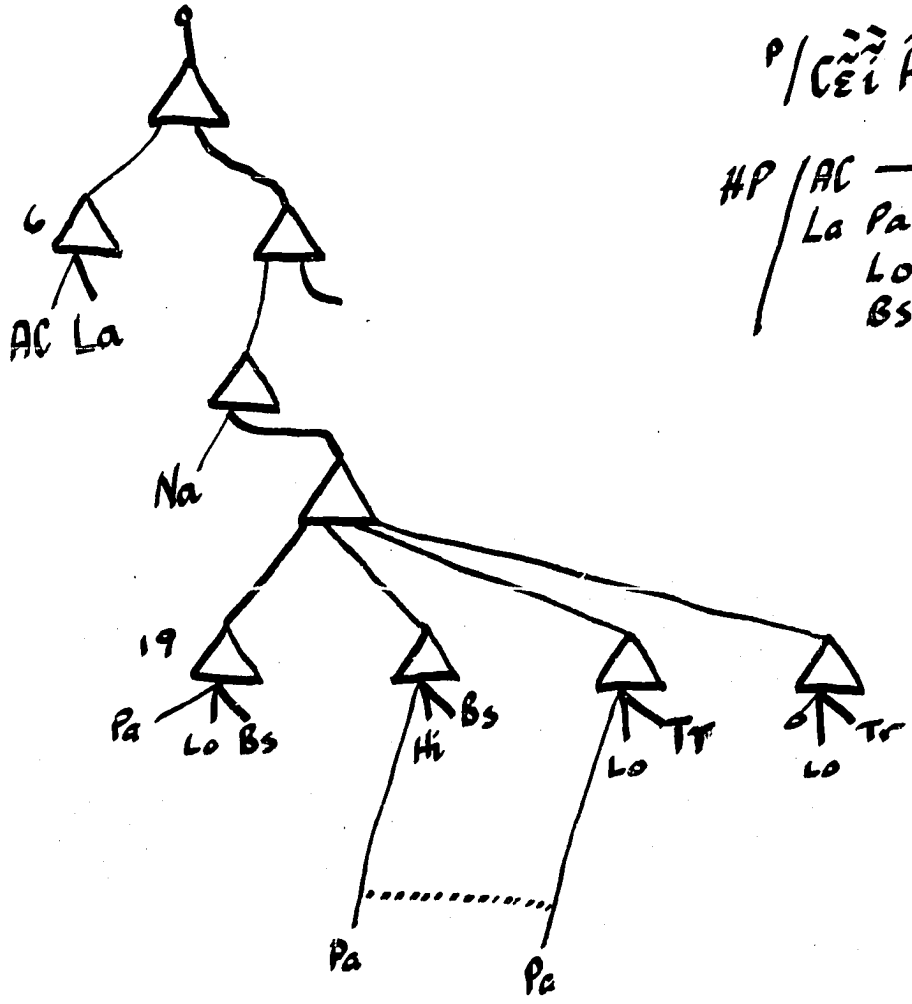 HP / AC —
La Pa
Lo
Bs
6
AC La
Na
19
Pa Lo Bs
Hi Bs
Lo Tr
Lo Tr
Pa
Pa